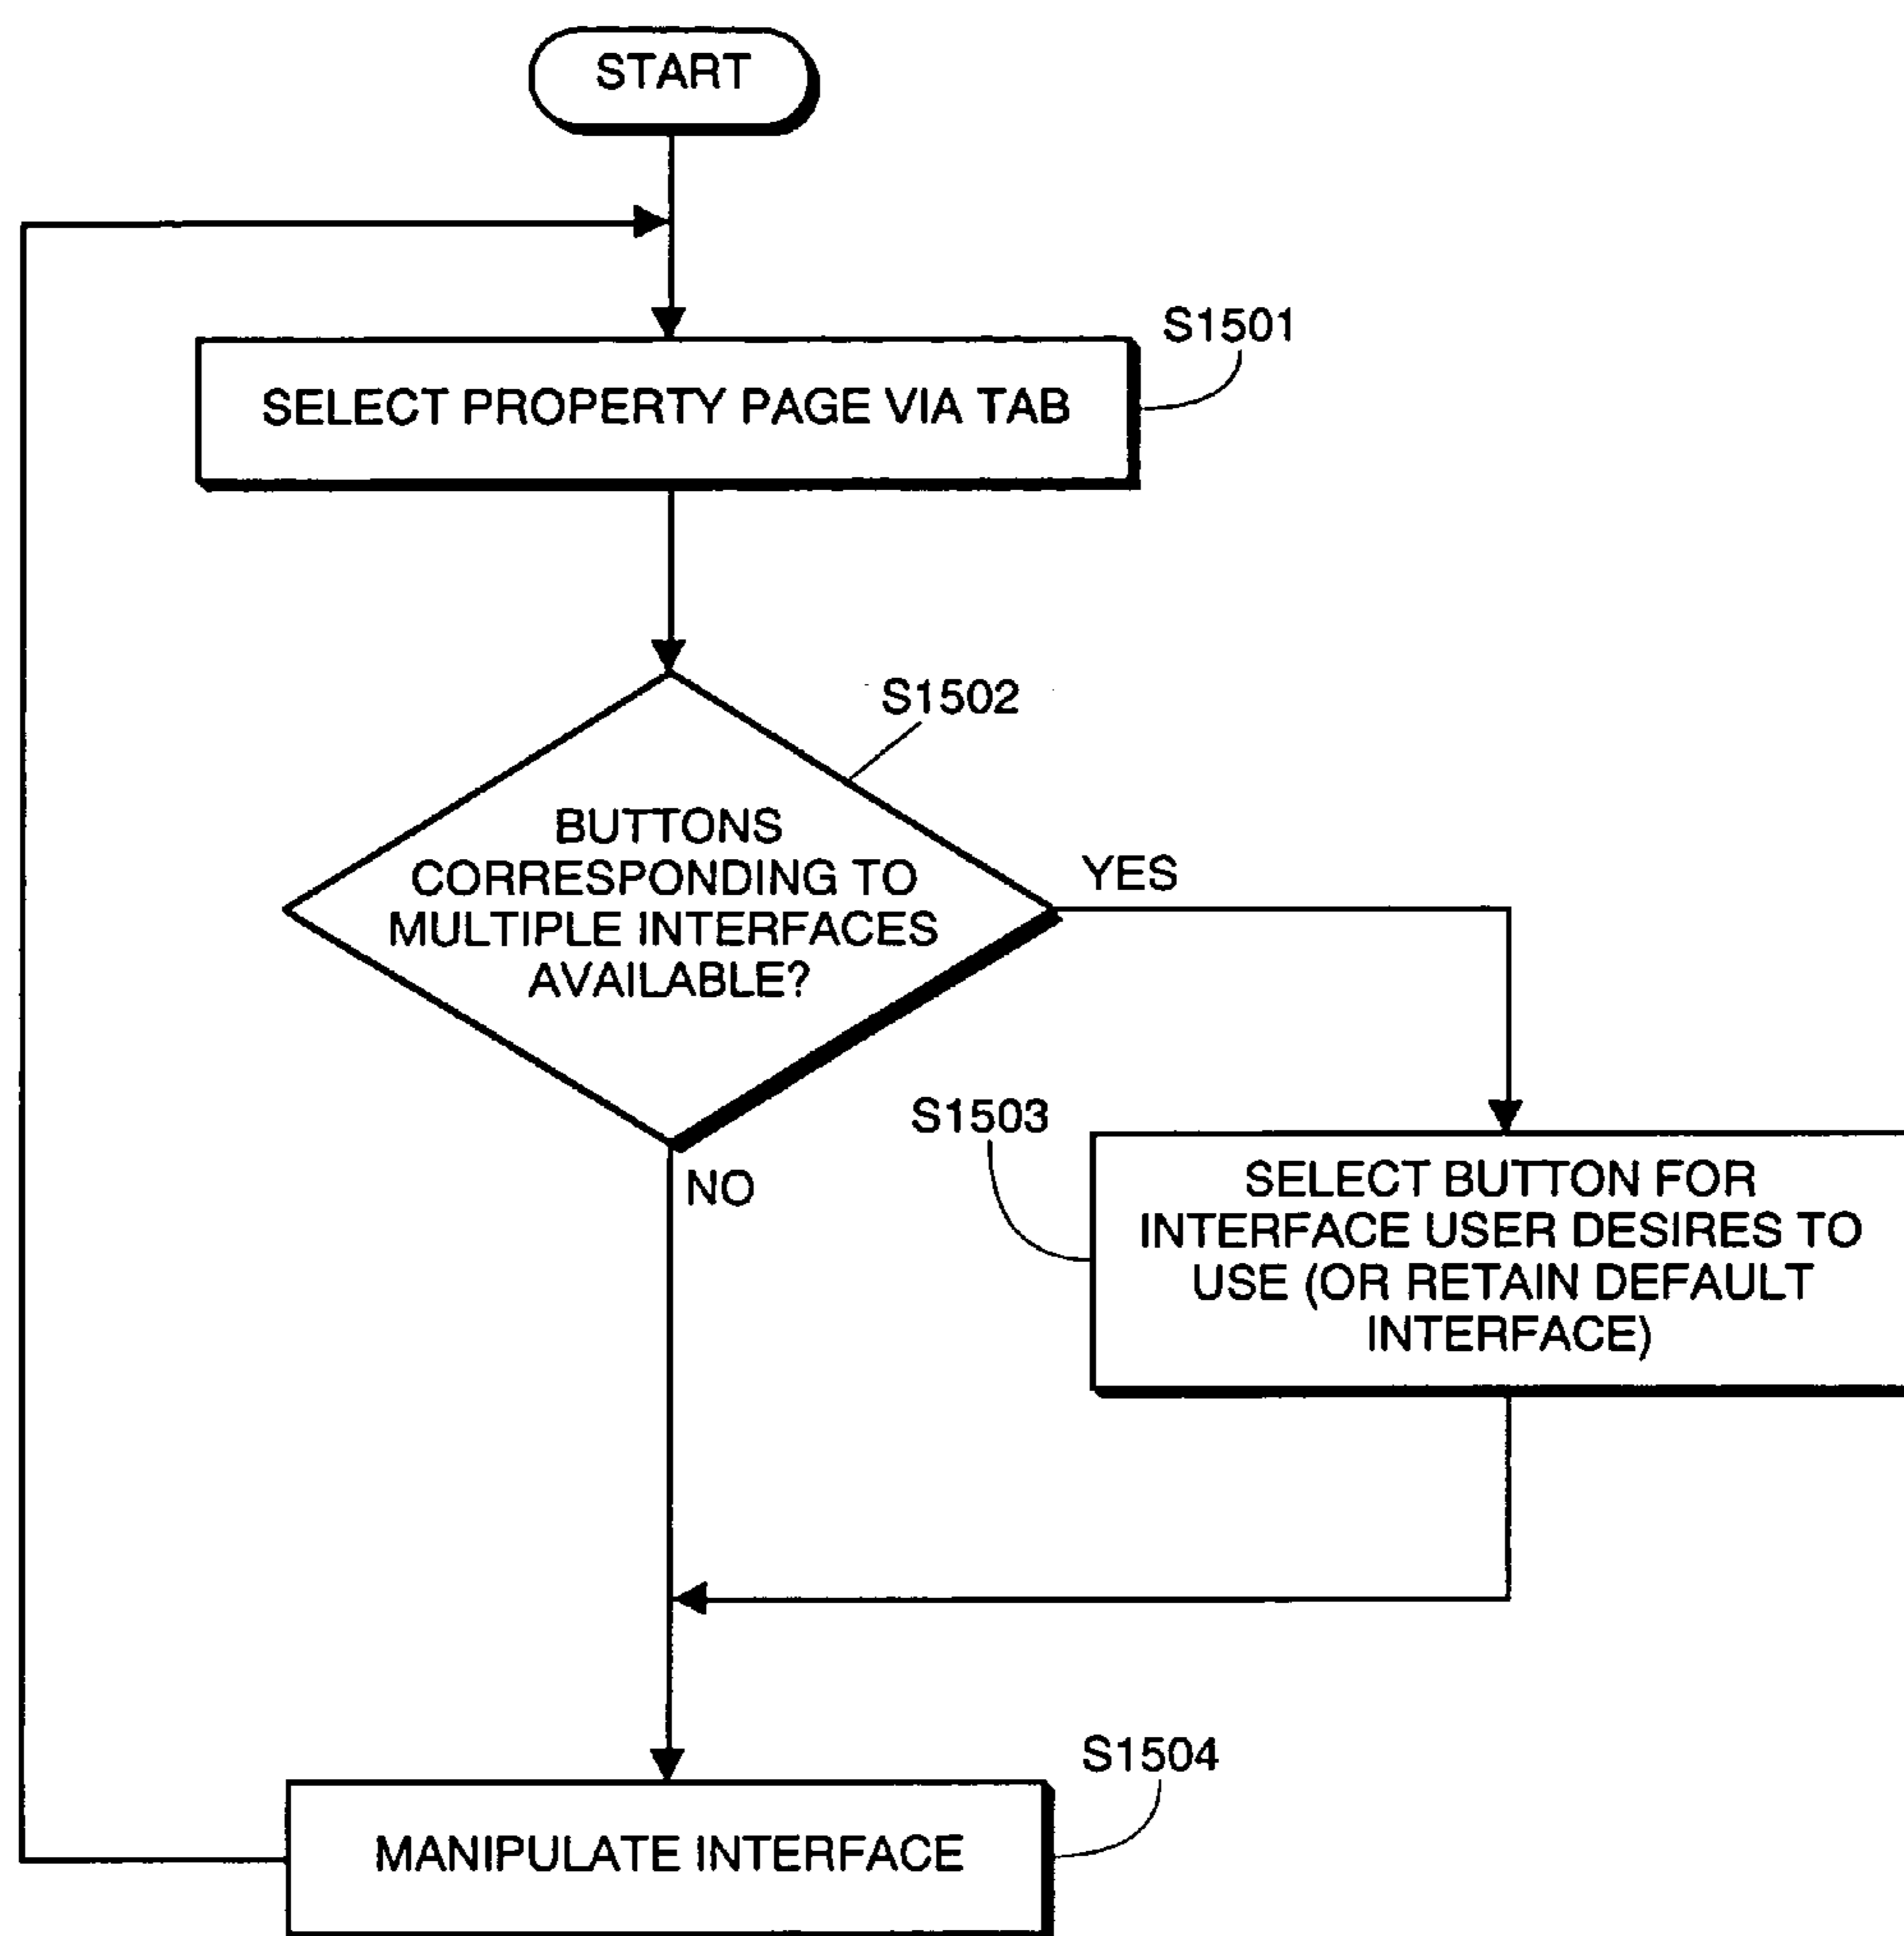 START
S1501
SELECT PROPERTY PAGE VIA TAB
S1502
BUTTONS
CORRESPONDING TO
MULTIPLE INTERFACES
AVAILABLE?
YES
NO
S1503
SELECT BUTTON FOR
INTERFACE USER DESIRES TO
USE (OR RETAIN DEFAULT
INTERFACE)
S1504
MANIPULATE INTERFACE